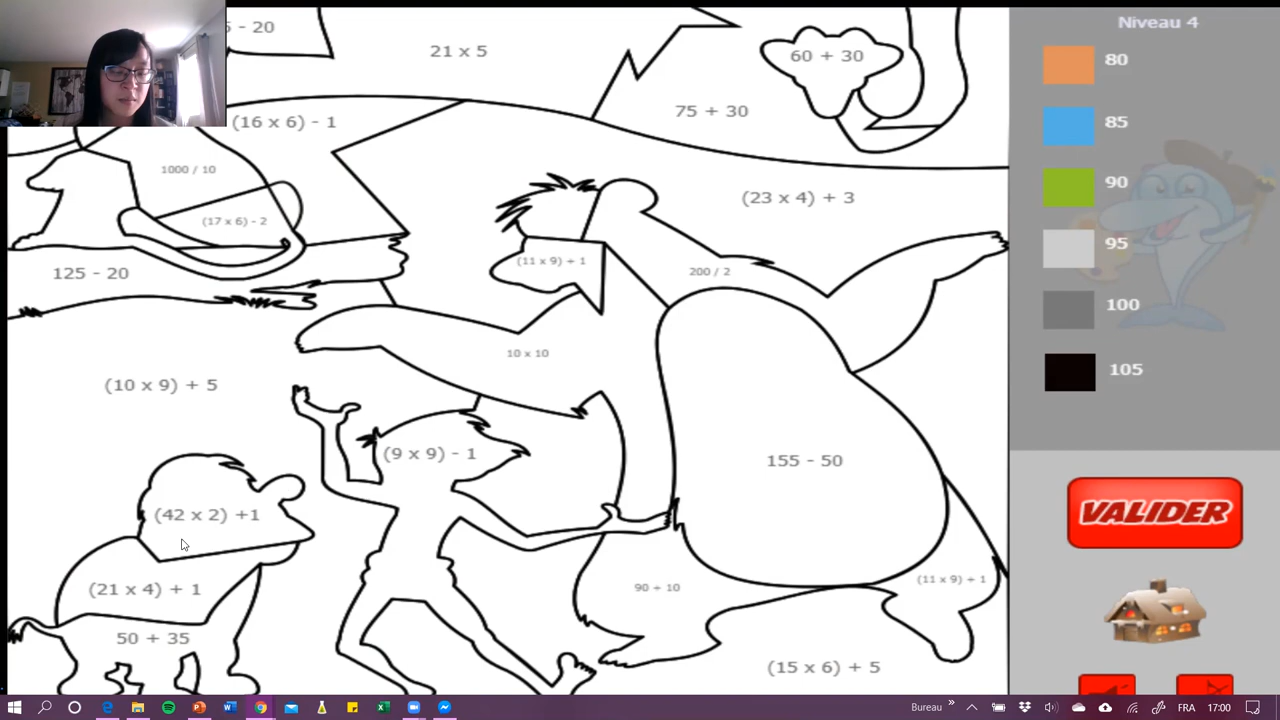 - 20
21 x 5
60 + 30
Niveau 4
80
75 + 30
85
(16 x 6) - 1
1000 / 10
90
(23 x 4) + 3
(17 x 6) - 2
95
125 - 20
(11 x 9) + 1
200 / 2
100
10 x 10
105
(10 x 9) + 5
(9 x 9) - 1
155 - 50
(42 x 2) +1
VALIDER
(21 x 4) + 1
90 + 10
(11 x 9) + 1
50 + 35
(15 x 6) + 5
Bureau » FRA 17:00